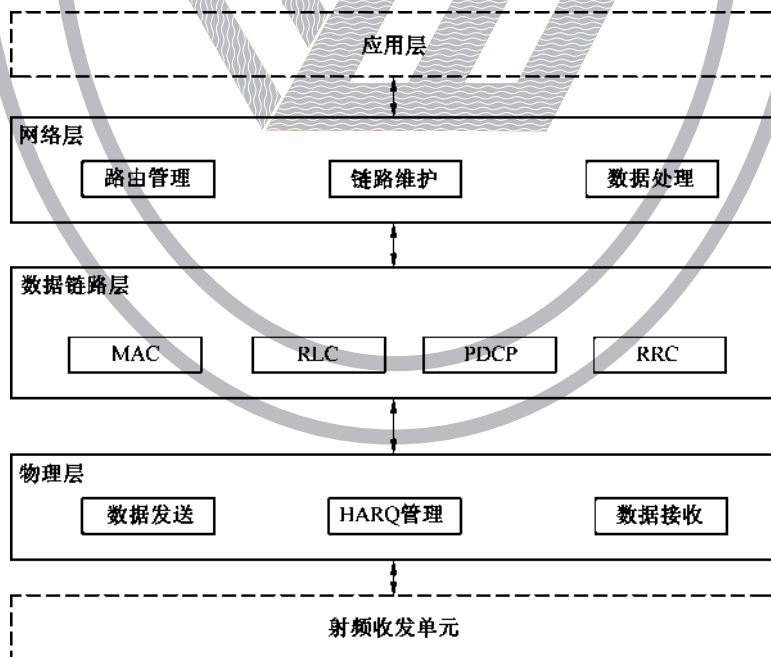 应用层
网络层
路由管理
链路维护
数据处理
数据链路层
MAC
RLC
PDCP
RRC
物理层
数据发送
HARQ管理
数据接收
射频收发单元